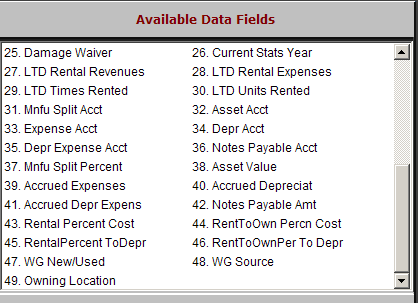 Available Data Fields
25. Damage Waiver 26. Current Stats Year
27. LTD Rental Revenues 28. LTD Rental Expenses
29. LTD Times Rented 30. LTD Units Rented
31. Mnfu Split Acct 32. Asset Acct
33. Expense Acct 34. Depr Acct
35. Depr Expense Acct 36. Notes Payable Acct
37. Mnfu Split Percent 38. Asset Value
39. Accrued Expenses 40. Accrued Depreciat
41. Accrued Depr Expens 42. Notes Payable Amt
43. Rental Percent Cost 44. RentToOwn Percn Cost
45. RentalPercent ToDepr 46. RentToOwnPer To Depr
47. WG New/Used 48. WG Source
49. Owning Location